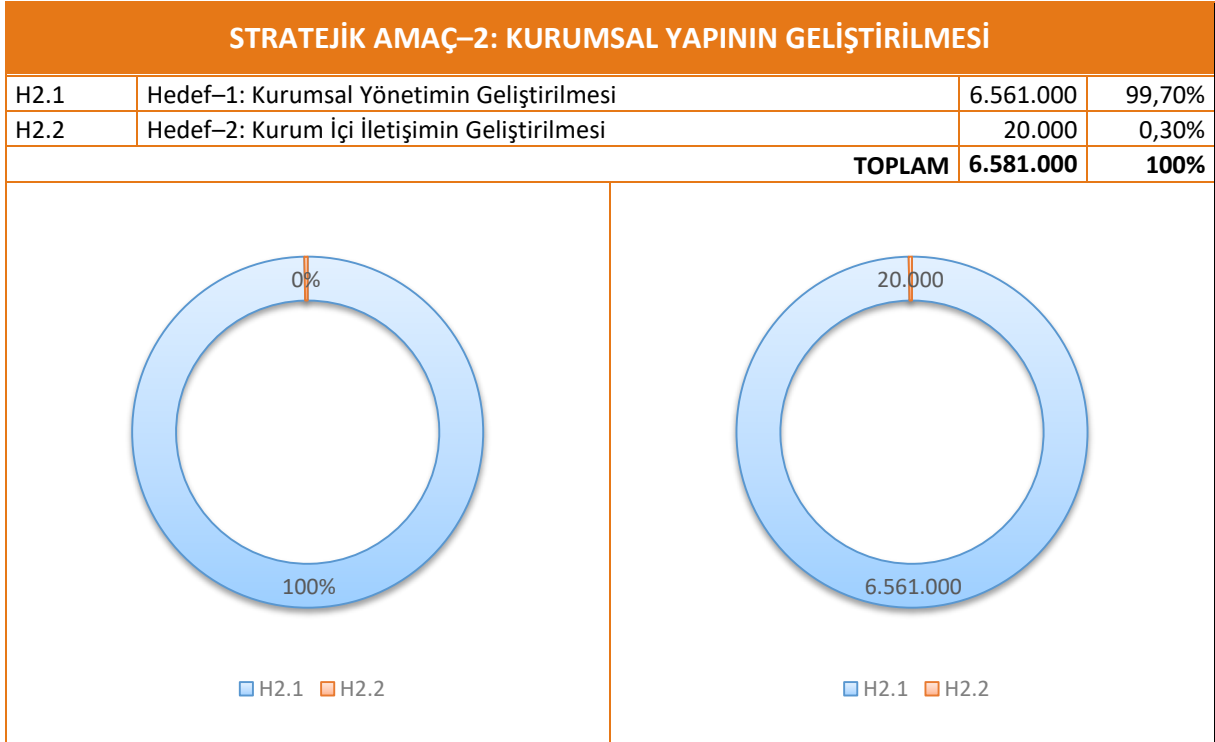 STRATEJİK AMAÇ–2: KURUMSAL YAPININ GELİŞTİRİLMESİ
H2.1 Hedef–1: Kurumsal Yönetimin Geliştirilmesi 6.561.000 99,70%
H2.2 Hedef–2: Kurum İçi İletişimin Geliştirilmesi 20.000 0,30%
TOPLAM 6.581.000 100%
0%
100%
H2.1 H2.2
20.000
6.561.000
H2.1 H2.2